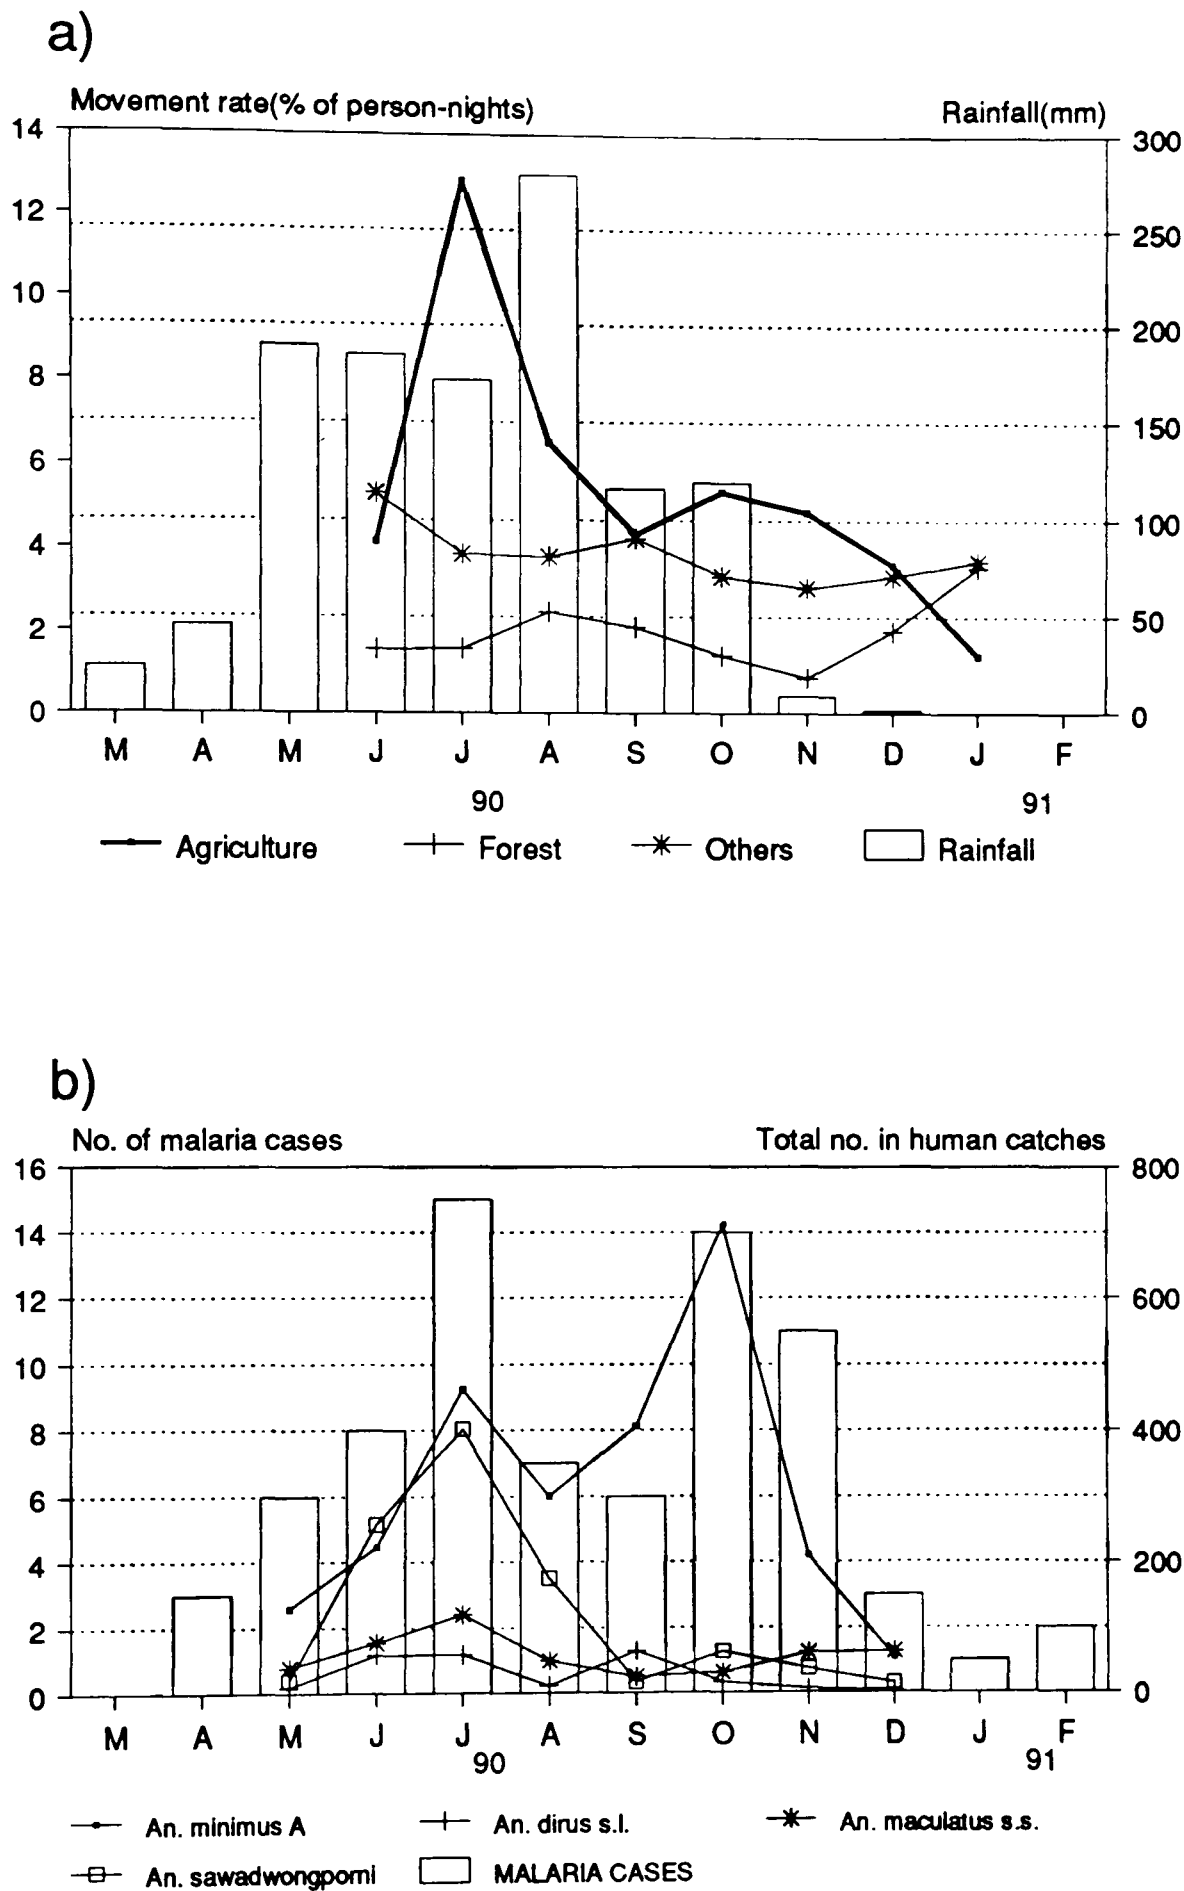 a)
Movement rate(% of person-nights) Rainfall(mm)
14 300
12 250
10 200
8 150
6 100
4 50
2 0
0
M A M J J A S O N D J F
90 91
Agriculture Forest Others Rainfall
b)
No. of malaria cases Total no. in human catches
16 800
14
12 600
10
8 400
6
4 200
2
0 0
M A M J J A S O N D J F
90 91
An. minimus A An. dirus s.l. An. maculatus s.s.
An. sawadwongporni MALARIA CASES